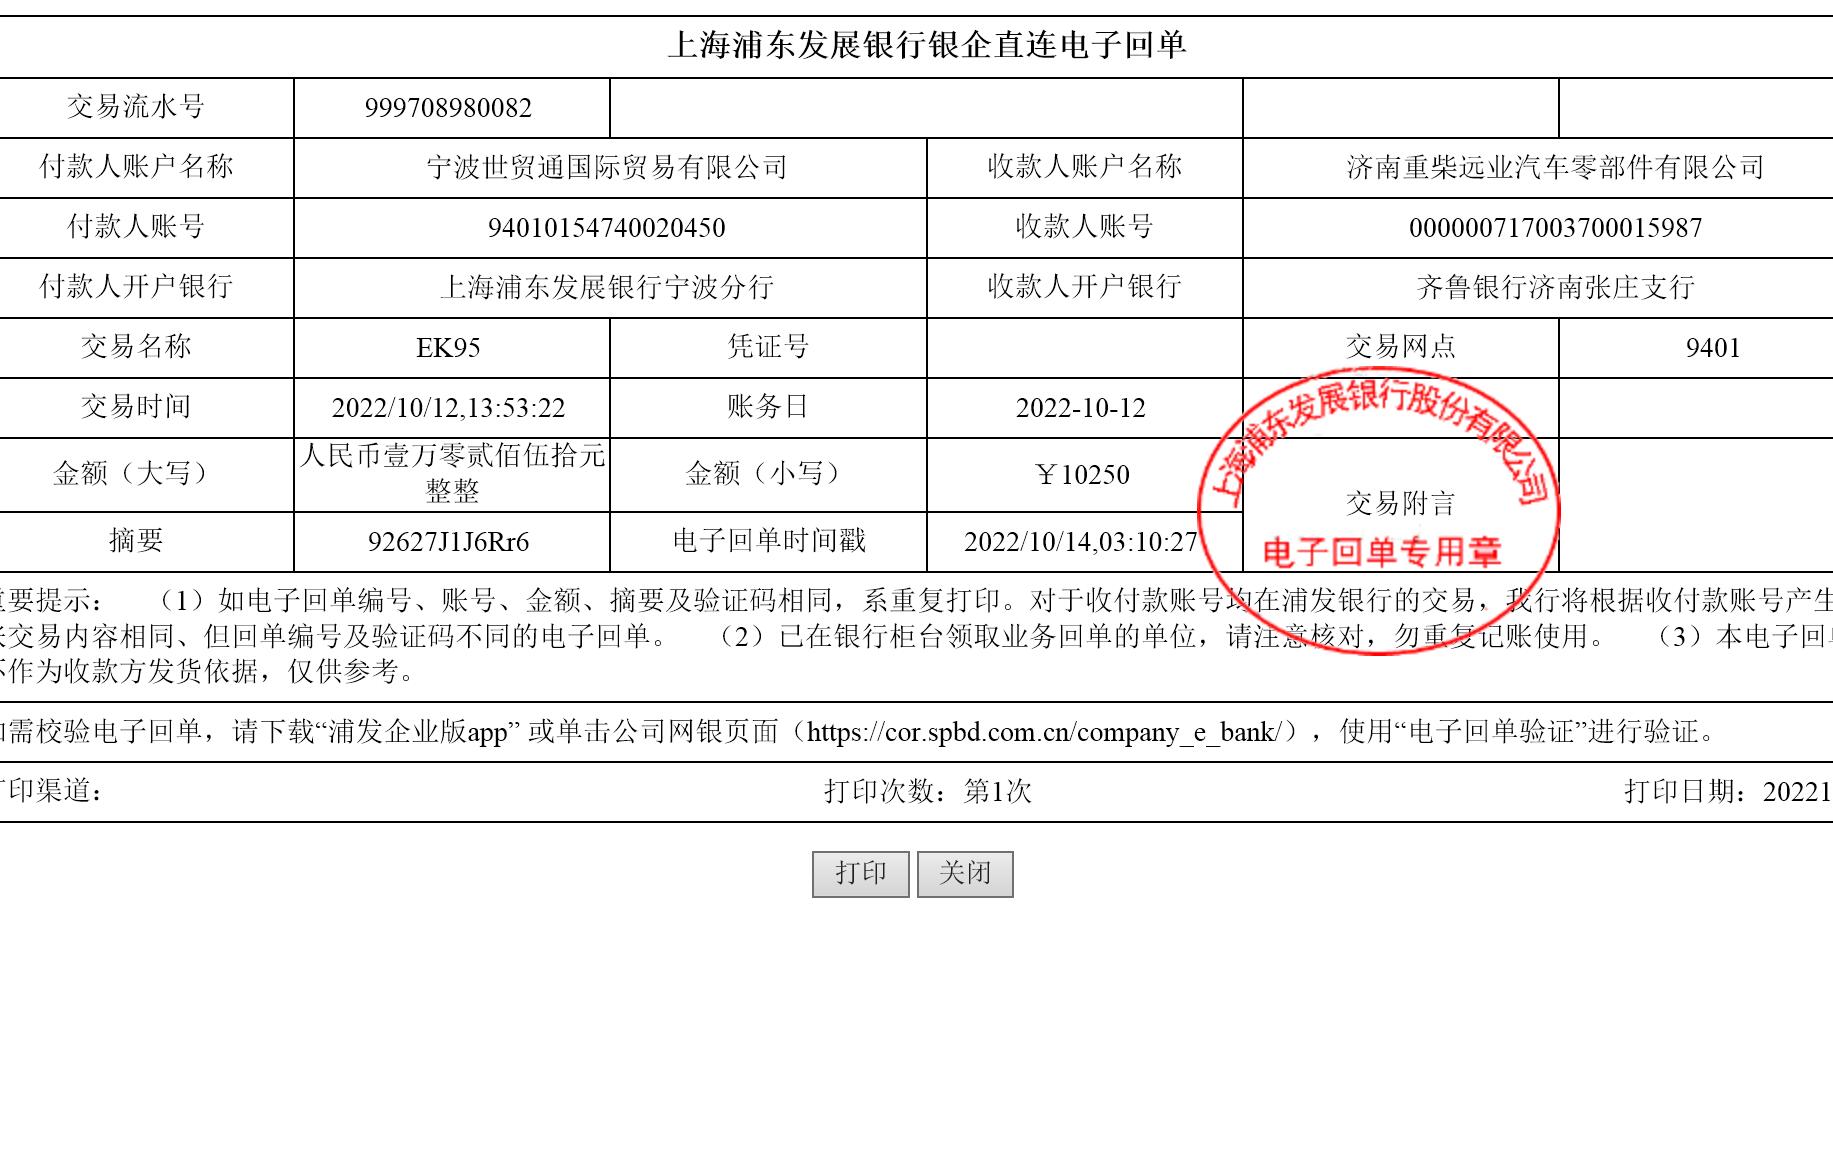 上海浦东发展银行银企直连电子回单
交易流水号 999708980082
付款人账户名称 宁波世贸通国际贸易有限公司 收款人账户名称 济南重柴远业汽车零部件有限公司
付款人账号 94010154740020450 收款人账号 000000717003700015987
付款人开户银行 上海浦东发展银行宁波分行 收款人开户银行 齐鲁银行济南张庄支行
交易名称 EK95 凭证号 交易网点 9401
交易时间 2022/10/12,13:53:22 账务日 2022-10-12
金额（大写） 人民币壹万零贰佰伍拾元 金额（小写） ￥10250
整整
交易附言
摘要 92627J1J6Rr6 电子回单时间戳 2022/10/14,03:10:27
上海浦东发展银行股份有限公司
电子回单专用章
重要提示： （1）如电子回单编号、账号、金额、摘要及验证码相同，系重复打印。对于收付款账号均在浦发银行的交易，我行将根据收付款账号产生
张交易内容相同、但回单编号及验证码不同的电子回单。 （2）已在银行柜台领取业务回单的单位，请注意核对，勿重复记账使用。 （3）本电子回单
不作为收款方发货依据，仅供参考。
如需校验电子回单，请下载“浦发企业版app” 或单击公司网银页面（https://cor.spbd.com.cn/company_e_bank/），使用“电子回单验证”进行验证。
打印渠道： 打印次数：第1次 打印日期：20221
打印 关闭